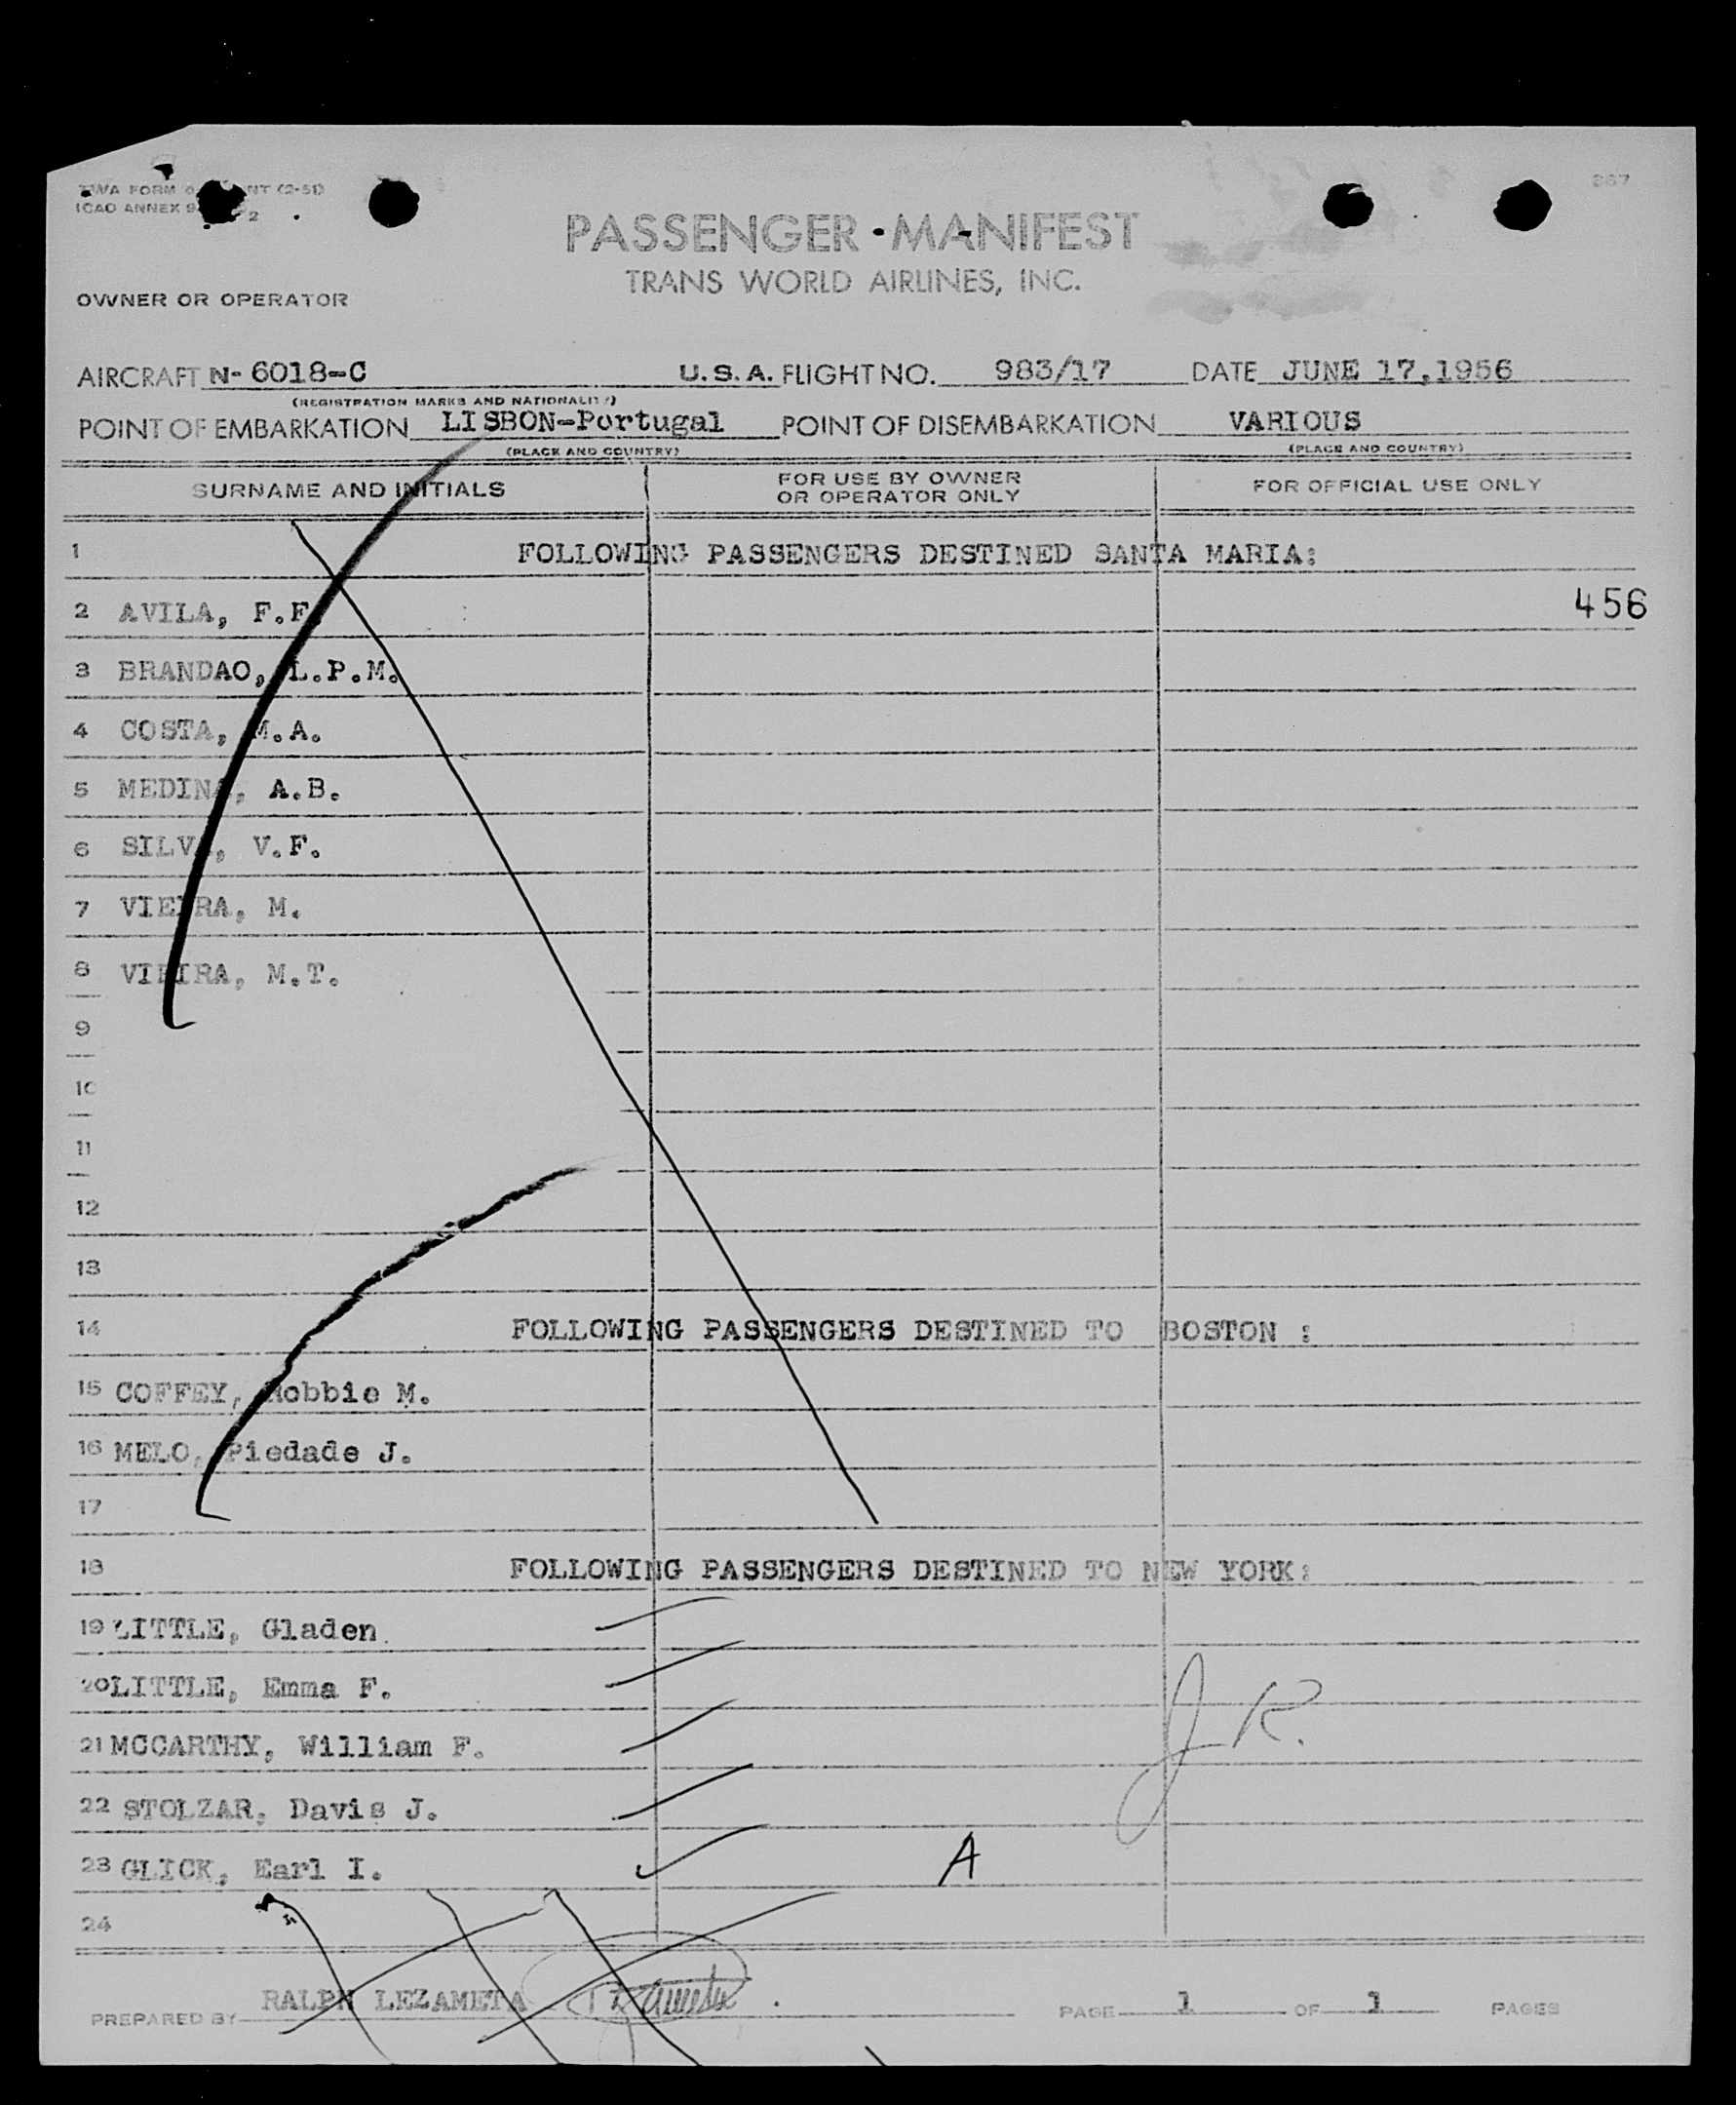 367
TWA FORM NT (2-51)
ICAO ANNEX 9 2
PASSENGER · MANIFEST
TRANS WORLD AIRLINES, INC.
OWNER OR OPERATOR
AIRCRAFT N- 6018-C U.S.A. FLIGHT NO. 983/17 DATE JUNE 17,1956
(REGISTRATION MARKS AND NATIONALITY)
POINT OF EMBARKATION LISBON-Portugal POINT OF DISEMBARKATION VARIOUS
(PLACE AND COUNTRY) (PLACE AND COUNTRY)
SURNAME AND INITIALS FOR USE BY OWNER OR OPERATOR ONLY FOR OFFICIAL USE ONLY
1 FOLLOWING PASSENGERS DESTINED SANTA MARIA:
2 AVILA, F.F. 456
3 BRANDAO, L.P.M.
4 COSTA, M.A.
5 MEDINA, A.B.
6 SILVA, V.F.
7 VIEIRA, M.
8 VIEIRA, M.T.
9
10
11
12
13
14 FOLLOWING PASSENGERS DESTINED TO BOSTON :
15 COFFEY, Robbie M.
16 MELO, Piedade J.
17
18 FOLLOWING PASSENGERS DESTINED TO NEW YORK:
19 LITTLE, Gladen
20 LITTLE, Emma F.
21 MCCARTHY, William F.
J.R.
22 STOLZAR, Davis J.
23 GLICK, Earl I. A
24
PREPARED BY RALPH LEZAMETA PAGE 1 OF 1 PAGES